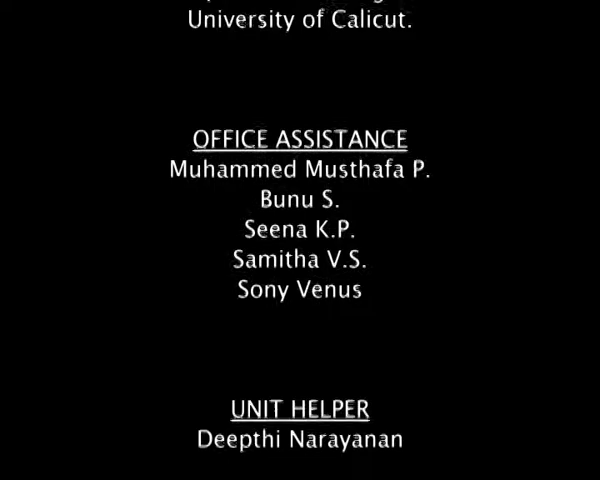 University of Calicut.
OFFICE ASSISTANCE
Muhammed Musthafa P.
Bunu S.
Seena K.P.
Samitha V.S.
Sony Venus
UNIT HELPER
Deepthi Narayanan